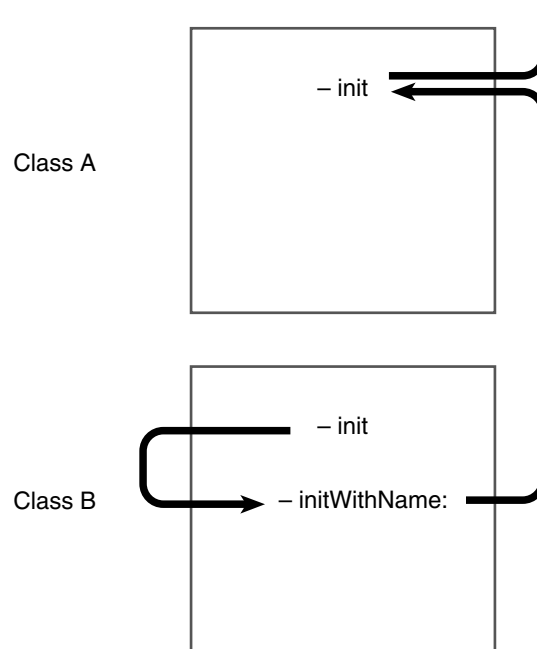 – init
Class A
– init
Class B
– initWithName: